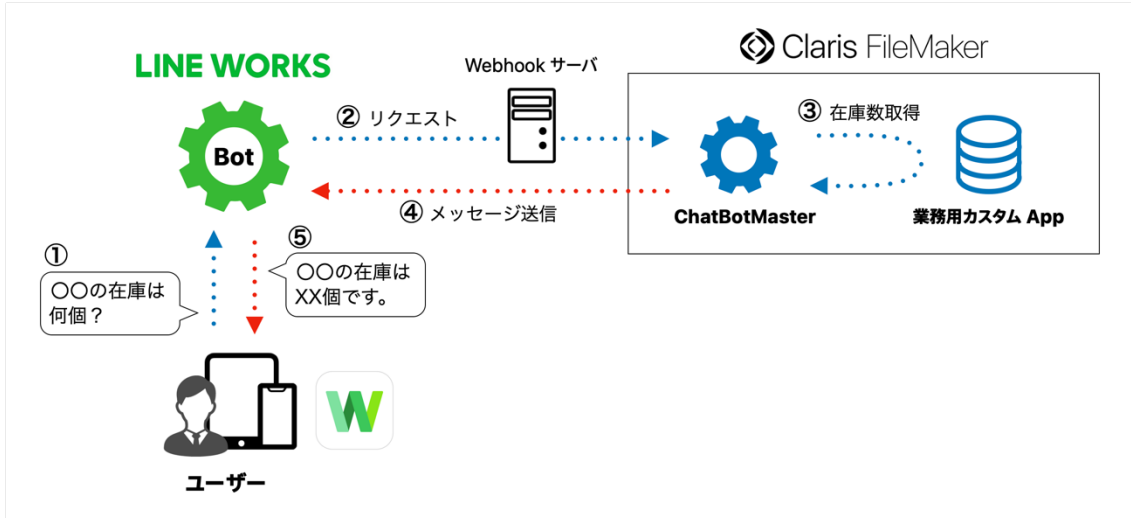 LINE WORKS
Webhook サーバ
Claris FileMaker
② リクエスト
③ 在庫数取得
Bot
④ メッセージ送信
ChatBotMaster
業務用カスタム App
①
〇〇の在庫は
何個？
⑤
〇〇の在庫は
XX個です。
W
ユーザー